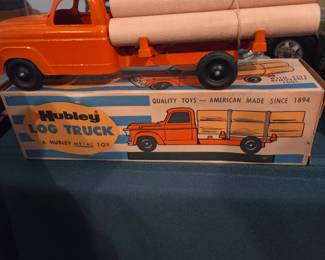 QUALITY TOYS — AMERICAN MADE SINCE 1894
Hubley
LOG TRUCK
A HUBLEY METAL TOY